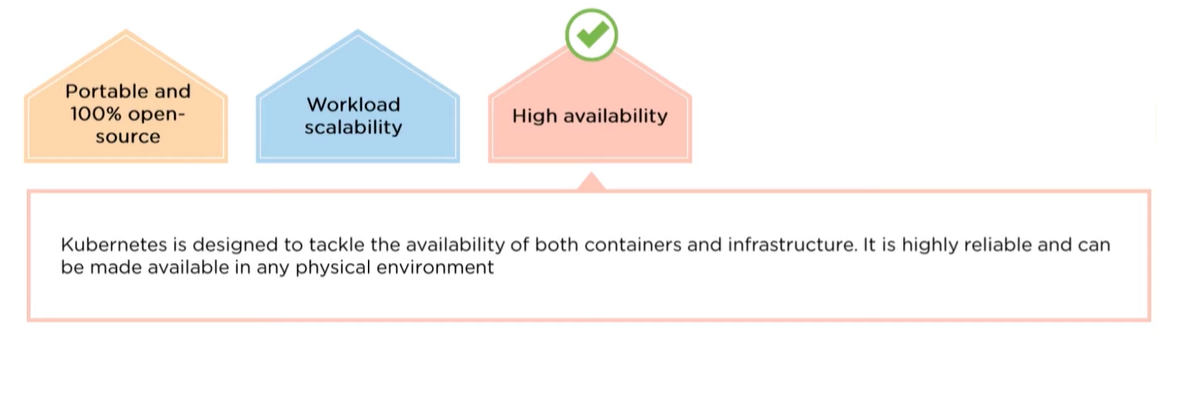 Portable and
100% open-
source
Workload
scalability
High availability
Kubernetes is designed to tackle the availability of both containers and infrastructure. It is highly reliable and can
be made available in any physical environment